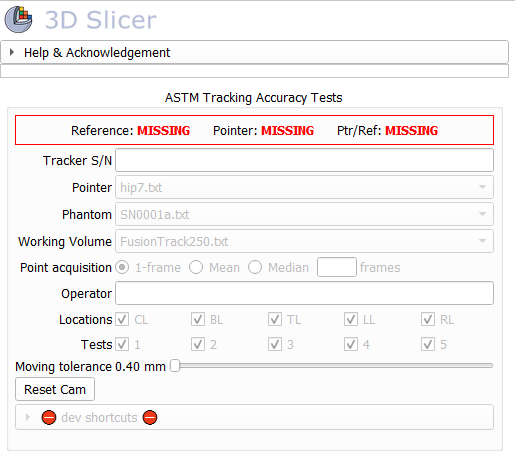 3D Slicer
Help & Acknowledgement
ASTM Tracking Accuracy Tests
Reference: MISSING Pointer: MISSING Ptr/Ref: MISSING
Tracker S/N
Pointer hip7.txt
Phantom SN0001a.txt
Working Volume FusionTrack250.txt
Point acquisition 1-frame Mean Median frames
Operator
Locations CL BL TL LL RL
Tests 1 2 3 4 5
Moving tolerance 0.40 mm
Reset Cam
dev shortcuts